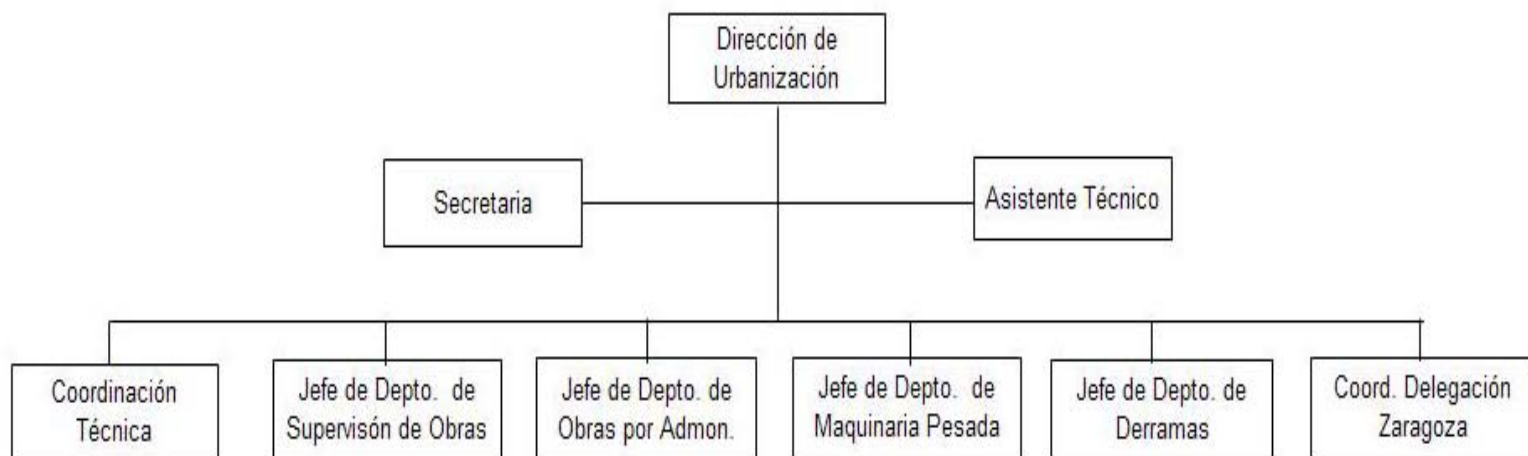 Dirección de
Urbanización
Secretaria
Asistente Técnico
Coordinación
Técnica
Jefe de Depto. de
Supervisón de Obras
Jefe de Depto. de
Obras por Admon.
Jefe de Depto. de
Maquinaria Pesada
Jefe de Depto. de
Derramas
Coord. Delegación
Zaragoza